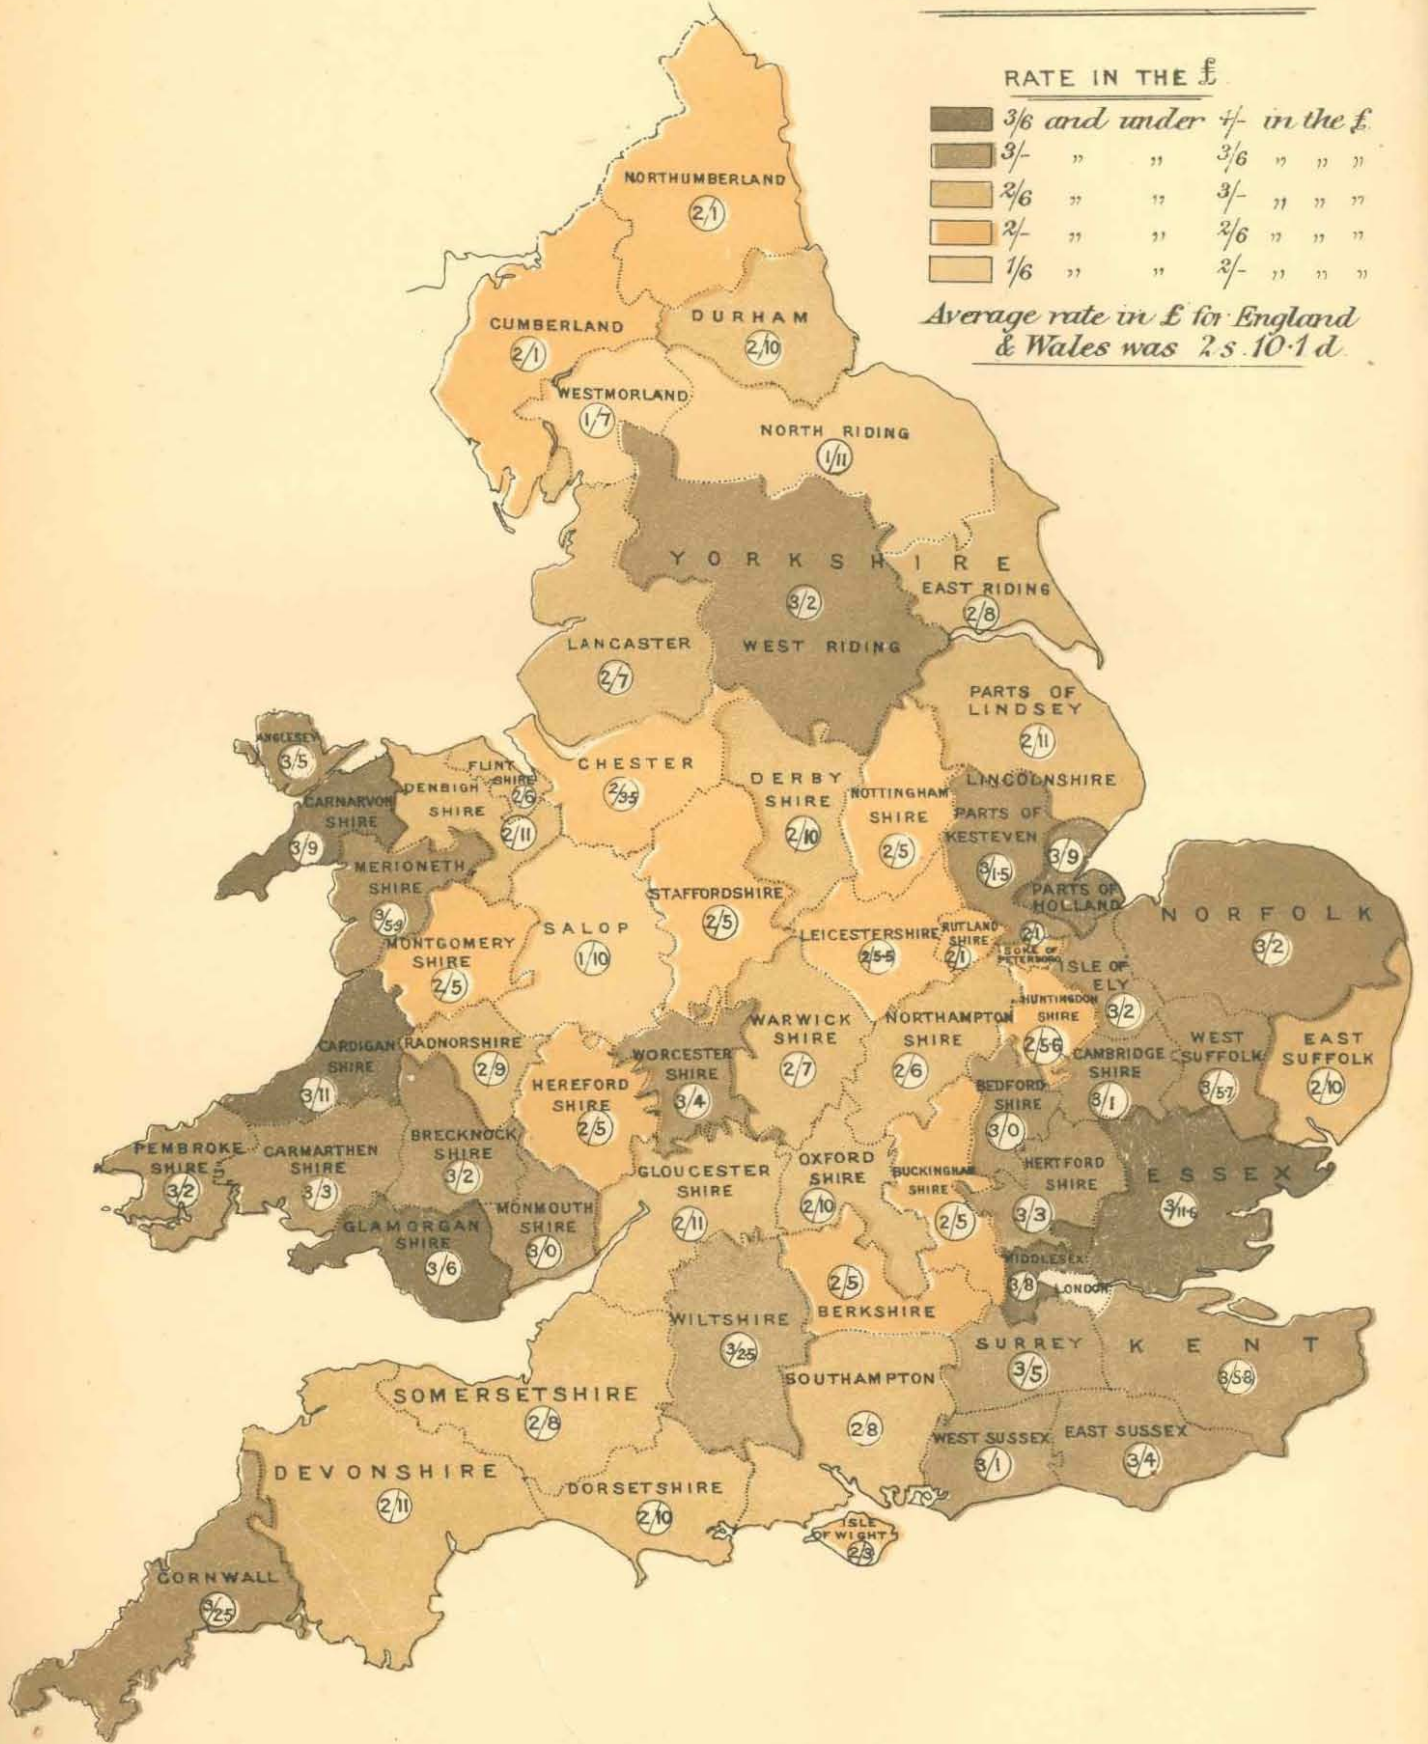 RATE IN THE £
3/6 and under 4/- in the £
3/- " " 3/6 " " "
2/6 " " 3/- " " "
2/- " " 2/6 " " "
1/6 " " 2/- " " "
Average rate in £ for England
& Wales was 2 s. 10·1 d.
NORTHUMBERLAND
2/1
CUMBERLAND
2/1
DURHAM
2/10
WESTMORLAND
1/7
NORTH RIDING
1/11
YORKSHIRE
EAST RIDING
2/8
3/2
WEST RIDING
LANCASTER
2/7
PARTS OF
LINDSEY
2/11
LINCOLNSHIRE
ANGLESEY
3/5
CARNARVON
SHIRE
3/9
DENBIGH
SHIRE
2/11
FLINT
SHIRE
2/6
CHESTER
2/3·5
DERBY
SHIRE
2/10
NOTTINGHAM
SHIRE
2/5
PARTS OF
KESTEVEN
3/1·5
3/9
PARTS OF
HOLLAND
MERIONETH
SHIRE
3/5·9
MONTGOMERY
SHIRE
2/5
SALOP
1/10
STAFFORDSHIRE
2/5
LEICESTERSHIRE
2/5·5
RUTLAND
SHIRE
2/1
2/1
SOKE OF
PETERBORO
ISLE OF
ELY
3/2
NORFOLK
3/2
HUNTINGDON
SHIRE
2/5·6
CARDIGAN
SHIRE
3/11
RADNORSHIRE
2/9
HEREFORD
SHIRE
2/5
WORCESTER
SHIRE
3/4
WARWICK
SHIRE
2/7
NORTHAMPTON
SHIRE
2/6
BEDFORD
SHIRE
3/0
CAMBRIDGE
SHIRE
3/1
WEST
SUFFOLK
3/5·7
EAST
SUFFOLK
2/10
PEMBROKE
SHIRE
3/2
CARMARTHEN
SHIRE
3/3
BRECKNOCK
SHIRE
3/2
GLAMORGAN
SHIRE
3/6
MONMOUTH
SHIRE
3/0
GLOUCESTER
SHIRE
2/11
OXFORD
SHIRE
2/10
BUCKINGHAM
SHIRE
2/5
HERTFORD
SHIRE
3/3
ESSEX
MIDDLESEX
3/8
LONDON
2/5
BERKSHIRE
WILTSHIRE
3/2·5
SURREY
3/5
KENT
3/5·8
SOMERSETSHIRE
2/8
SOUTHAMPTON
2/8
WEST SUSSEX
3/1
EAST SUSSEX
3/4
DEVONSHIRE
2/11
DORSETSHIRE
2/10
ISLE
OF WIGHT
2/3
CORNWALL
3/2·5